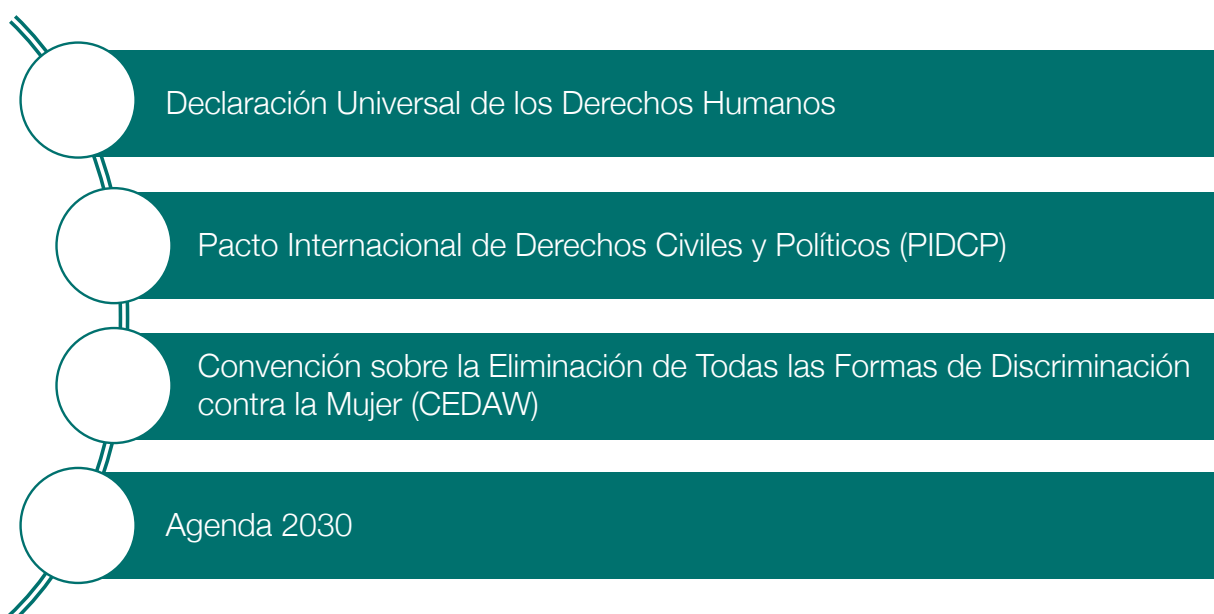 Declaración Universal de los Derechos Humanos
Pacto Internacional de Derechos Civiles y Políticos (PIDCP)
Convención sobre la Eliminación de Todas las Formas de Discriminación
contra la Mujer (CEDAW)
Agenda 2030